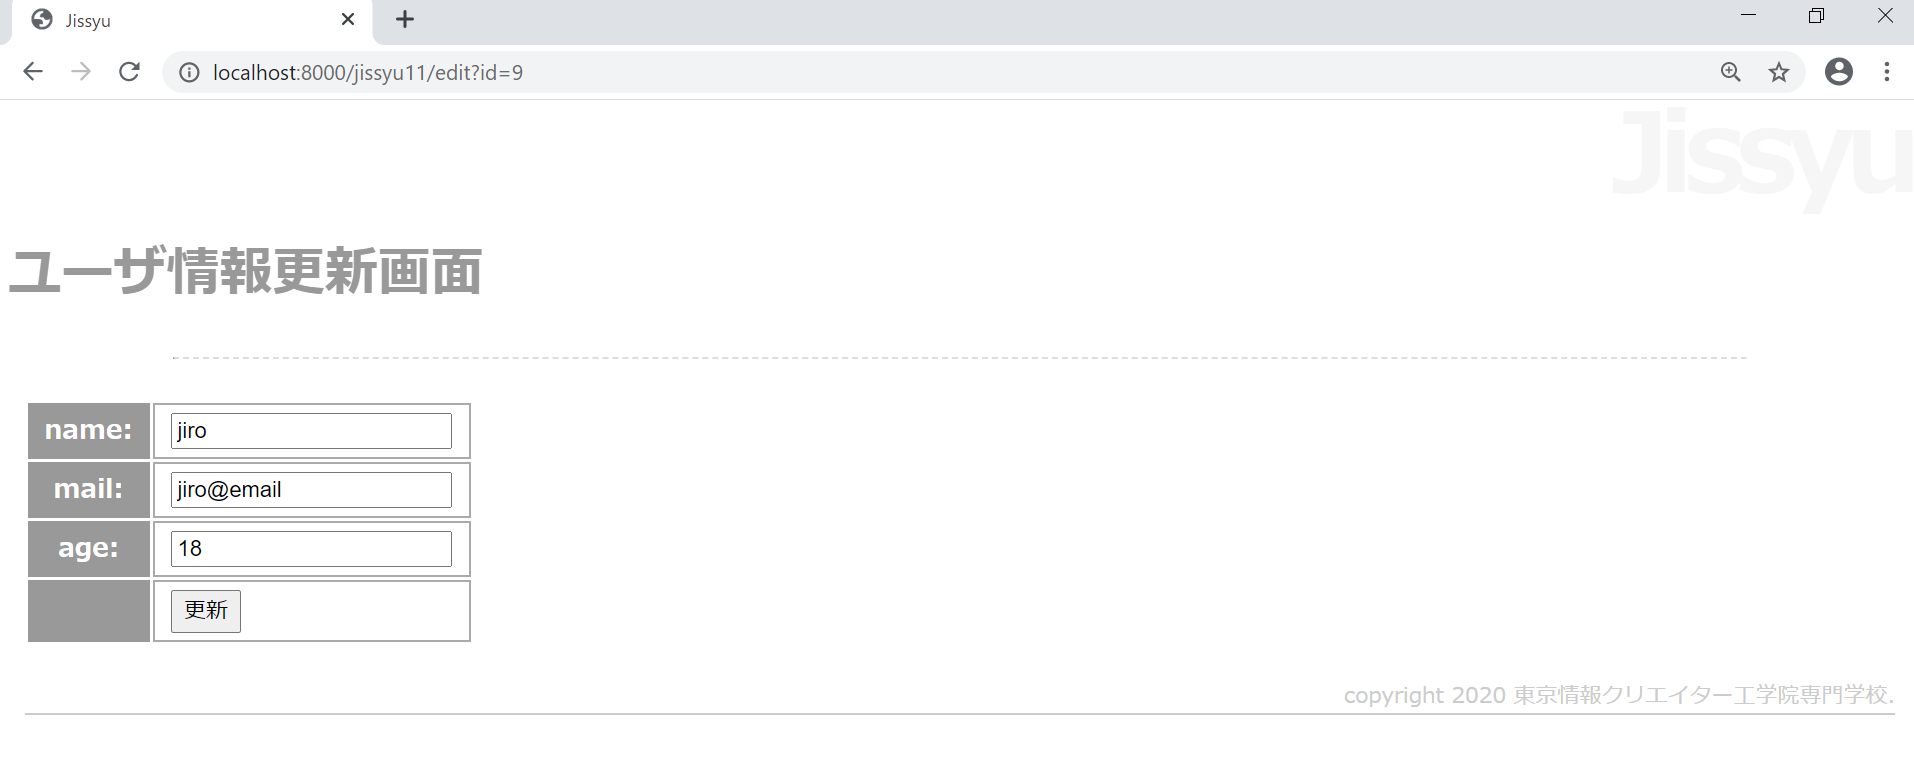 Jissyu
localhost:8000/jissyu11/edit?id=9
Jissyu
ユーザ情報更新画面
name: jiro
mail: jiro@email
age: 18
更新
copyright 2020 東京情報クリエイター工学院専門学校.